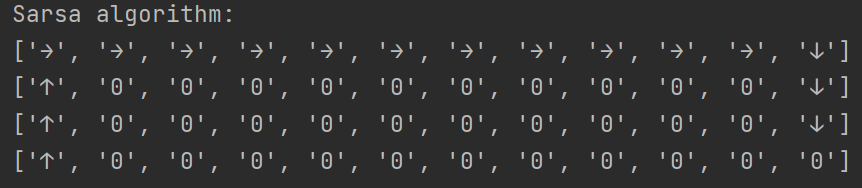 Sarsa algorithm:
['→', '→', '→', '→', '→', '→', '→', '→', '→', '→', '→', '↓']
['↑', '0', '0', '0', '0', '0', '0', '0', '0', '0', '0', '↓']
['↑', '0', '0', '0', '0', '0', '0', '0', '0', '0', '0', '↓']
['↑', '0', '0', '0', '0', '0', '0', '0', '0', '0', '0', '0']